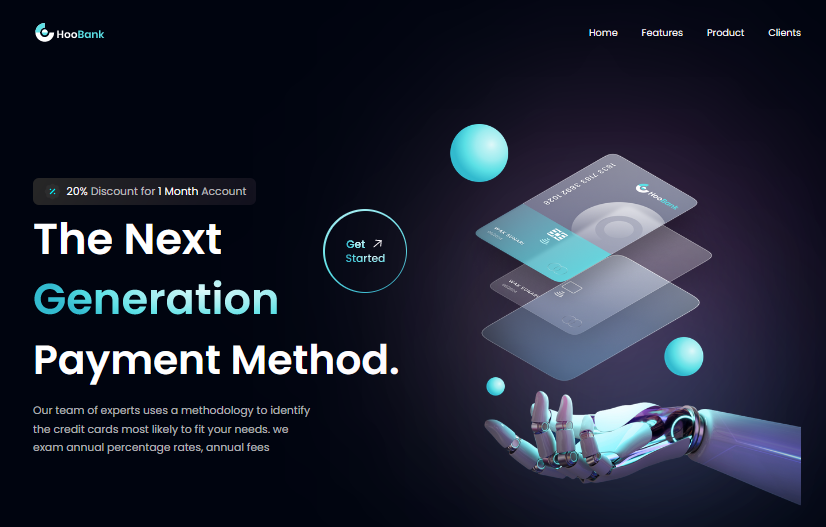 HooBank
Home
Features
Product
Clients
20% Discount for 1 Month Account
The Next
Generation
Payment Method.
Get
Started
Our team of experts uses a methodology to identify
the credit cards most likely to fit your needs. we
exam annual percentage rates, annual fees
HooBank